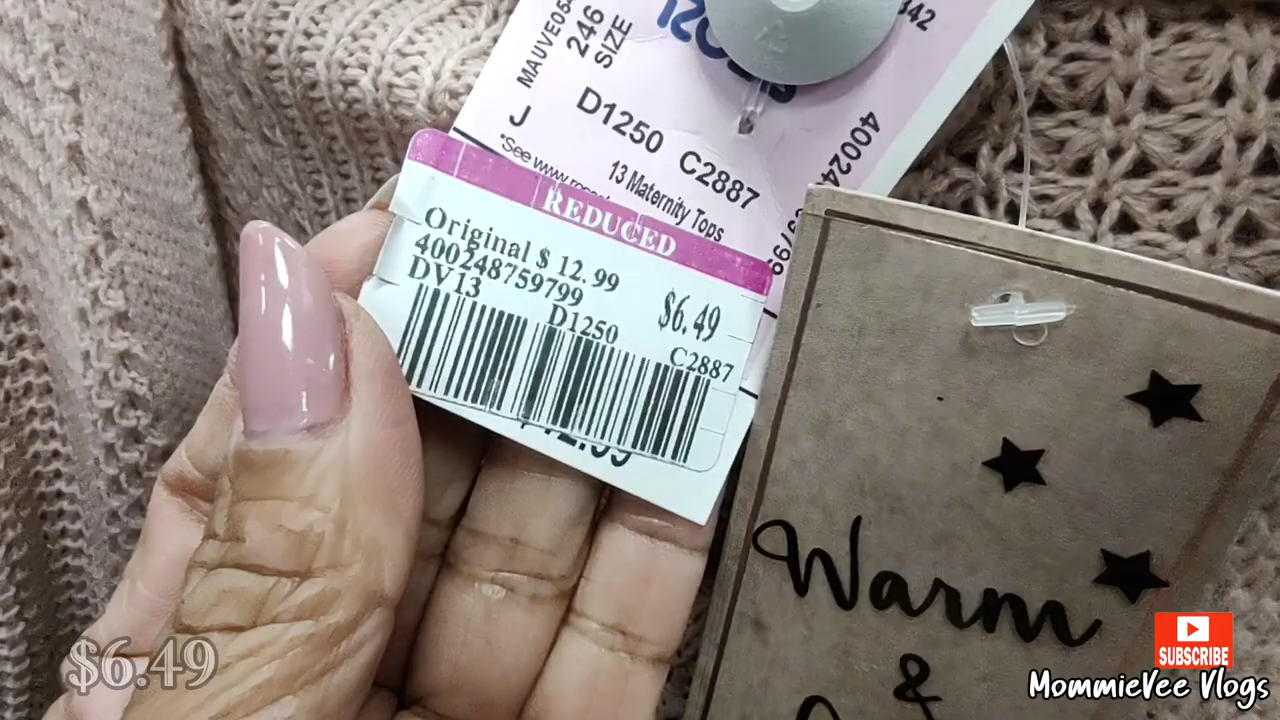 MAUVE05
246
SIZE
J
D1250 C2887
*See www.
13 Maternity Tops
40024
REDUCED
Original $ 12.99
400248759799
$6.49
DV13
D1250
C2887
Warm
&
$6.49
SUBSCRIBE
MommieVee Vlogs